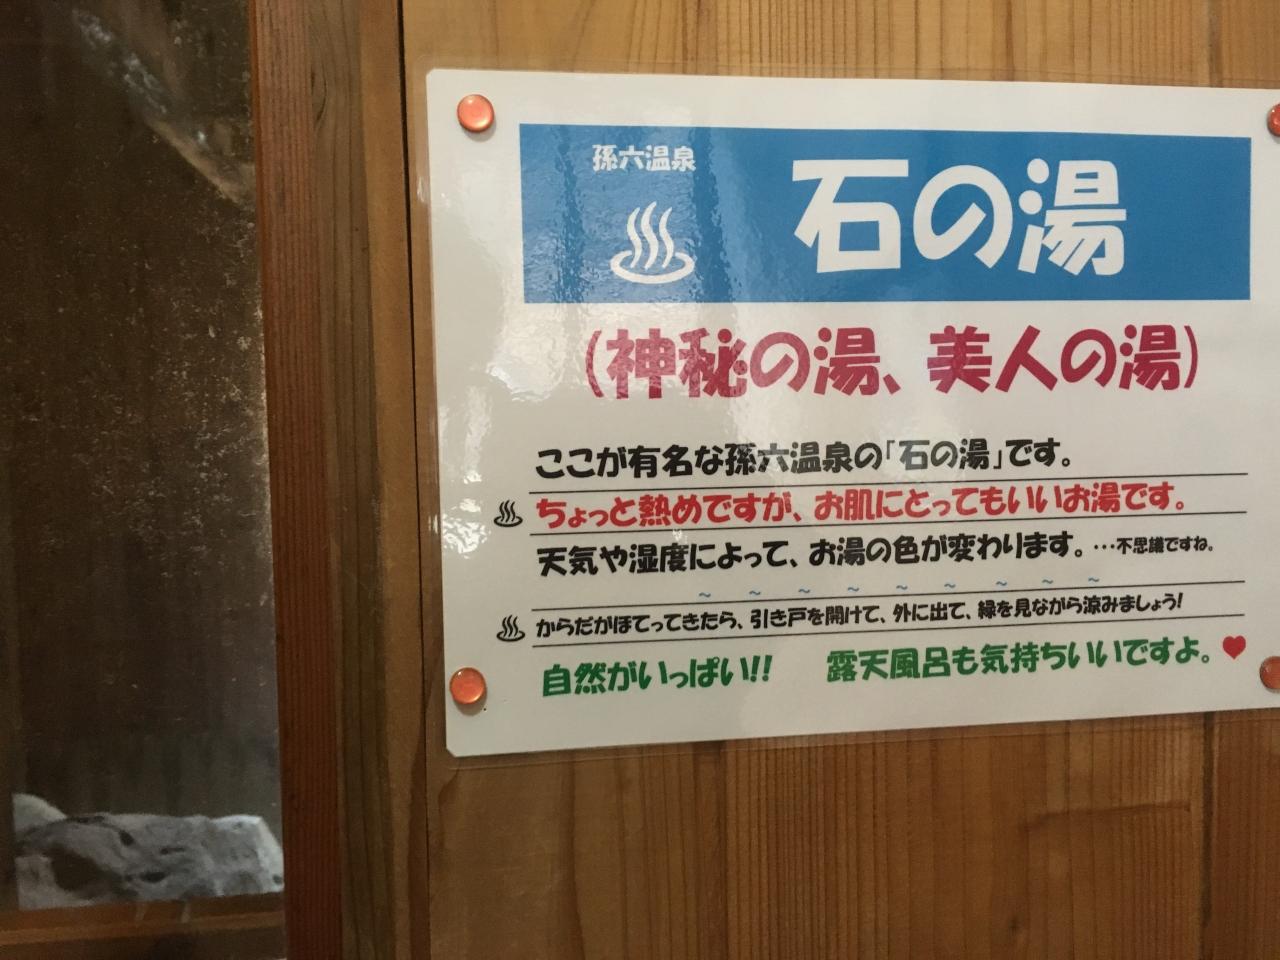 孫六温泉
石の湯
(神秘の湯、美人の湯)
ここが有名な孫六温泉の「石の湯」です。
ちょっと熱めですが、お肌にとってもいいお湯です。
天気や湿度によって、お湯の色が変わります。…不思議ですね。
～ ～ ～ ～ ～ ～ ～ ～ ～
からだがほてってきたら、引き戸を開けて、外に出て、緑を見ながら涼みましょう!
自然がいっぱい!! 露天風呂も気持ちいいですよ。♥